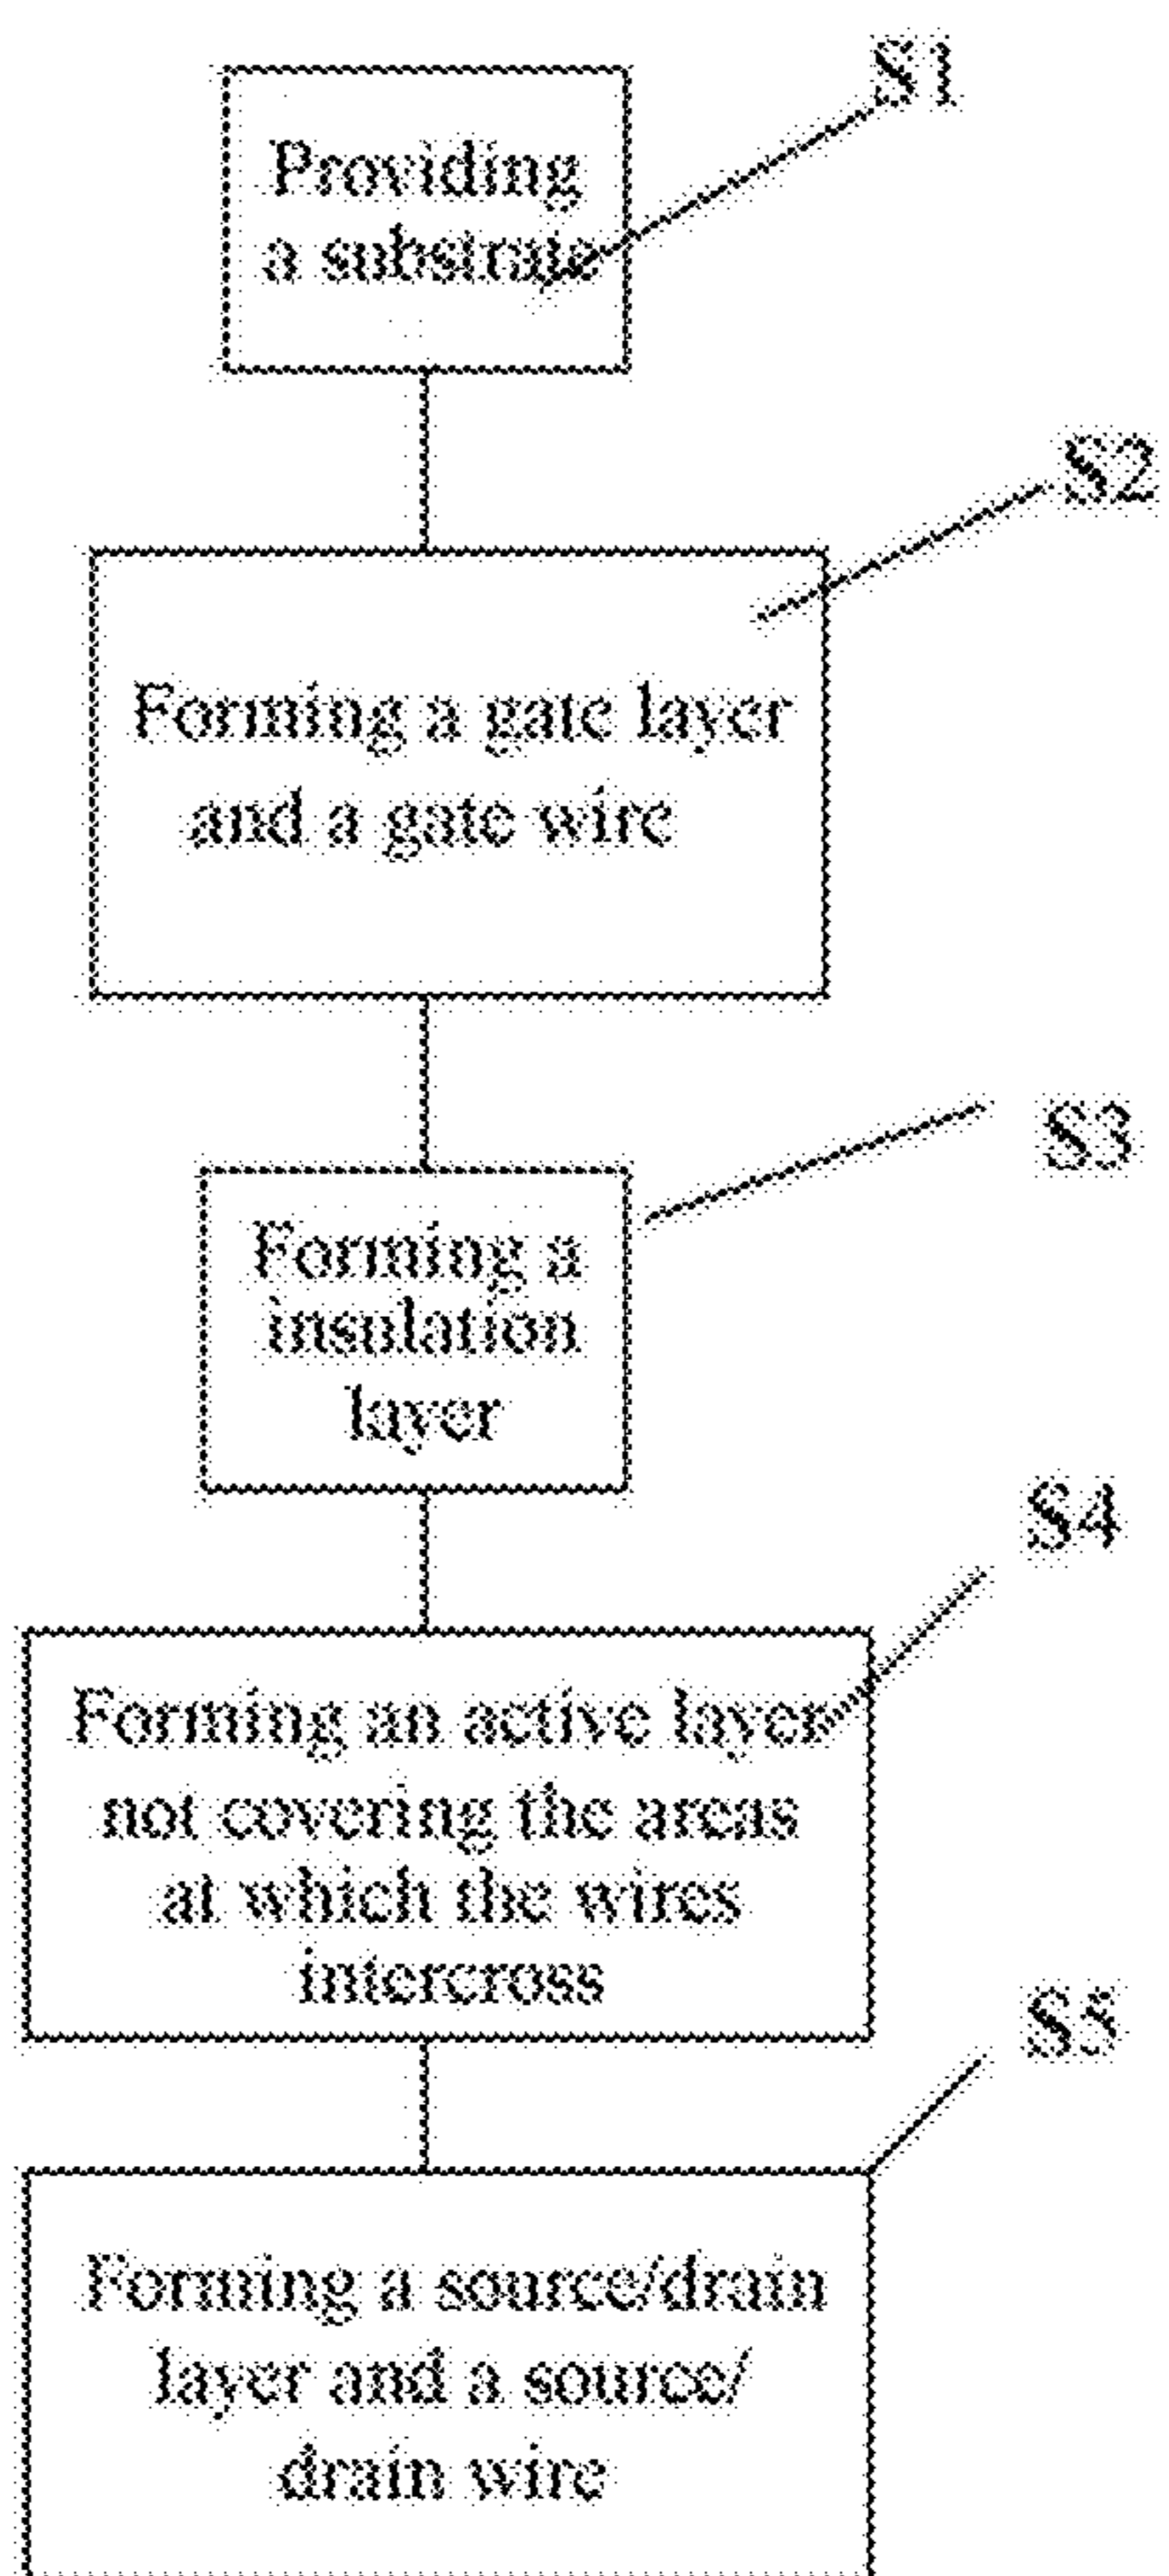 S1
Providing
a substrate
S2
Forming a gate layer
and a gate wire
S3
Forming a
insulation
layer
S4
Forming an active layer
not covering the areas
at which the wires
intercross
S5
Forming a source/drain
layer and a source/
drain wire